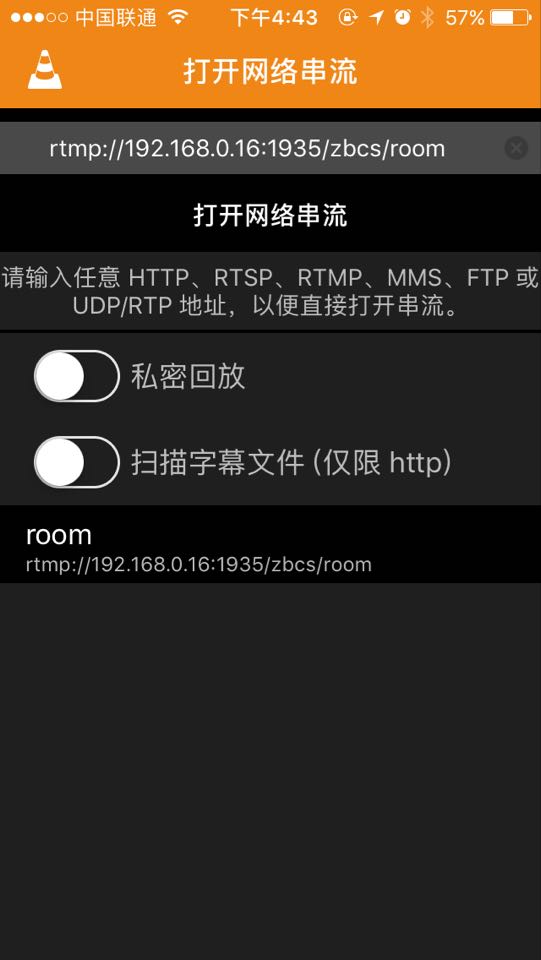 中国联通 下午4:43 57%
打开网络串流
rtmp://192.168.0.16:1935/zbcs/room
打开网络串流
请输入任意 HTTP、RTSP、RTMP、MMS、FTP 或
UDP/RTP 地址，以便直接打开串流。
私密回放
扫描字幕文件 (仅限 http)
room
rtmp://192.168.0.16:1935/zbcs/room